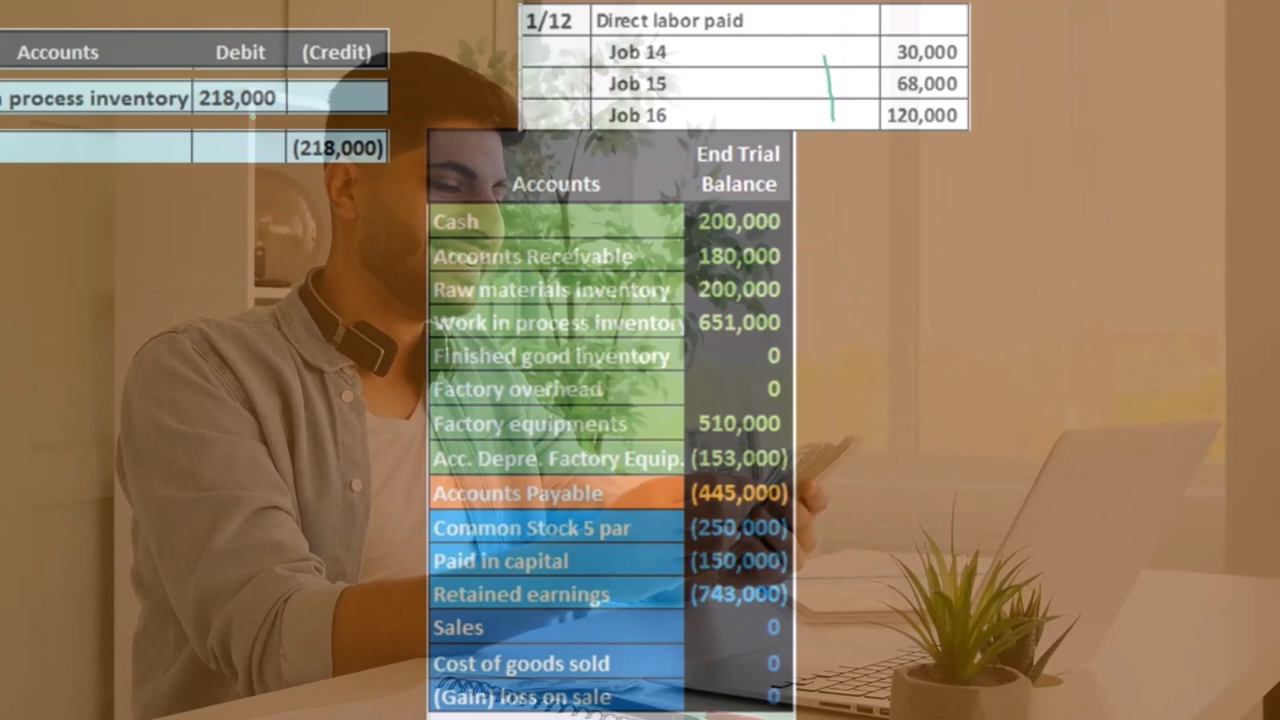 Accounts Debit (Credit)
process inventory 218,000
(218,000)
1/12 Direct labor paid
Job 14 30,000
Job 15 68,000
Job 16 120,000
Accounts End Trial Balance
Cash 200,000
Accounts Receivable 180,000
Raw materials inventory 200,000
Work in process inventory 651,000
Finished good inventory 0
Factory overhead 0
Factory equipments 510,000
Acc. Depre. Factory Equip. (153,000)
Accounts Payable (445,000)
Common Stock 5 par (250,000)
Paid in capital (150,000)
Retained earnings (743,000)
Sales 0
Cost of goods sold 0
(Gain) loss on sale 0